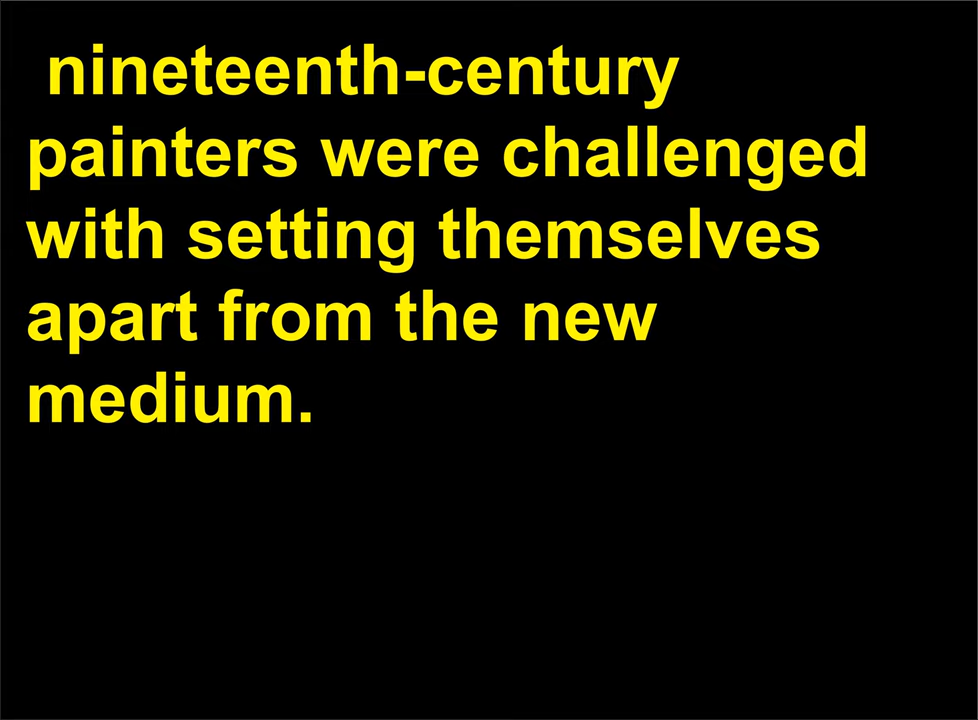 nineteenth-century
painters were challenged
with setting themselves
apart from the new
medium.